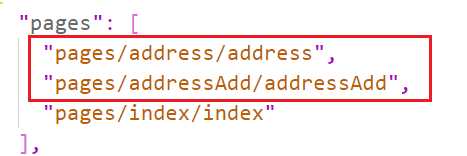 "pages": [
"pages/address/address",
"pages/addressAdd/addressAdd",
"pages/index/index"
],